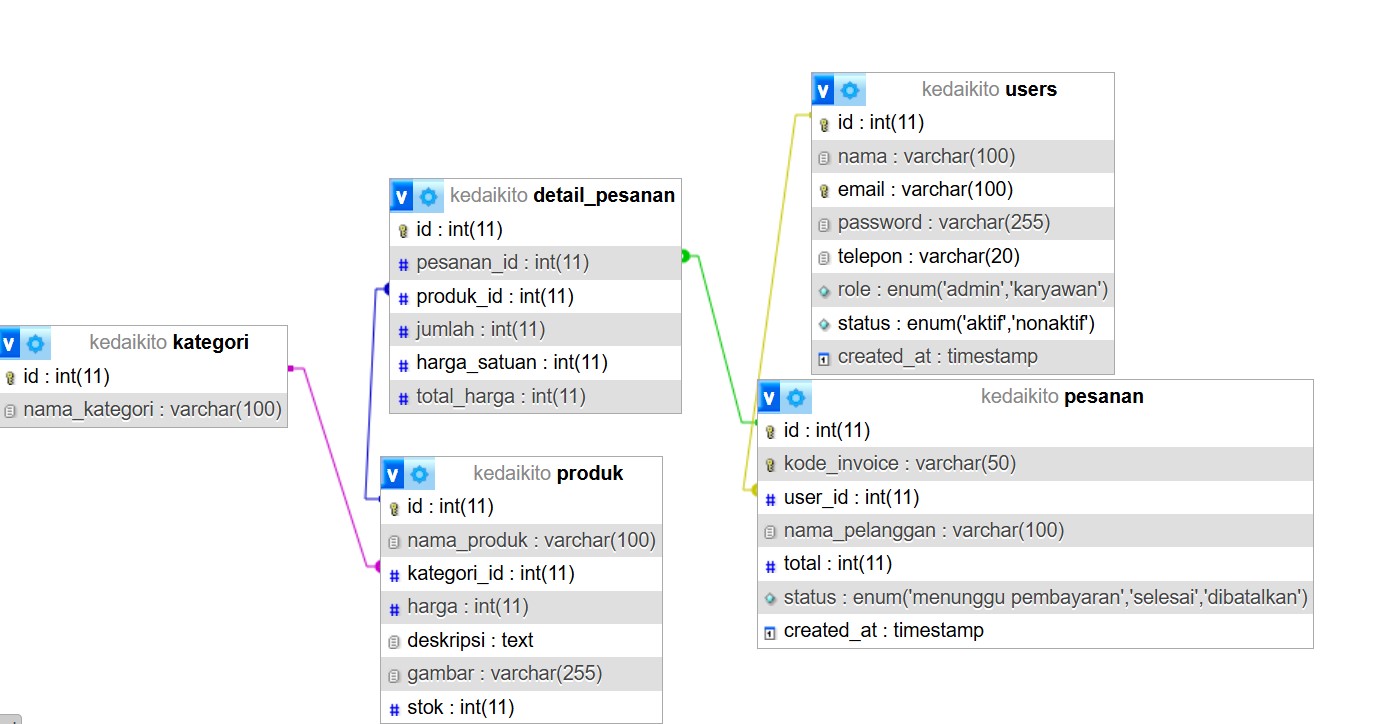 kedaikito users
id : int(11)
nama : varchar(100)
email : varchar(100)
password : varchar(255)
telepon : varchar(20)
role : enum('admin','karyawan')
status : enum('aktif','nonaktif')
created_at : timestamp
kedaikito detail_pesanan
id : int(11)
pesanan_id : int(11)
produk_id : int(11)
jumlah : int(11)
harga_satuan : int(11)
total_harga : int(11)
kedaikito kategori
id : int(11)
nama_kategori : varchar(100)
kedaikito pesanan
id : int(11)
kode_invoice : varchar(50)
user_id : int(11)
nama_pelanggan : varchar(100)
total : int(11)
status : enum('menunggu pembayaran','selesai','dibatalkan')
created_at : timestamp
kedaikito produk
id : int(11)
nama_produk : varchar(100)
kategori_id : int(11)
harga : int(11)
deskripsi : text
gambar : varchar(255)
stok : int(11)